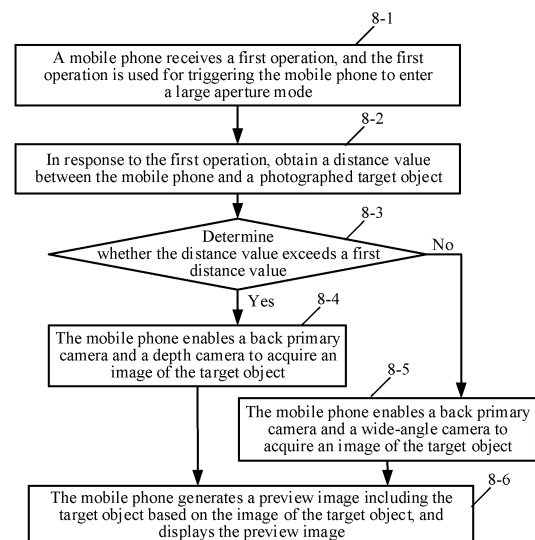 8-1
A mobile phone receives a first operation, and the first
operation is used for triggering the mobile phone to enter
a large aperture mode
8-2
In response to the first operation, obtain a distance value
between the mobile phone and a photographed target object
8-3
Determine
whether the distance value exceeds a first
distance value
No
Yes
8-4
The mobile phone enables a back primary
camera and a depth camera to acquire an
image of the target object
8-5
The mobile phone enables a back primary
camera and a wide-angle camera to
acquire an image of the target object
8-6
The mobile phone generates a preview image including the
target object based on the image of the target object, and
displays the preview image